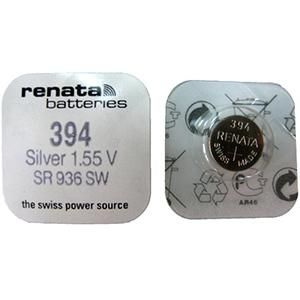 renata
batteries
394
Silver 1.55 V
SR 936 SW
the swiss power source
394
RENATA
SWISS MADE
+
AR46